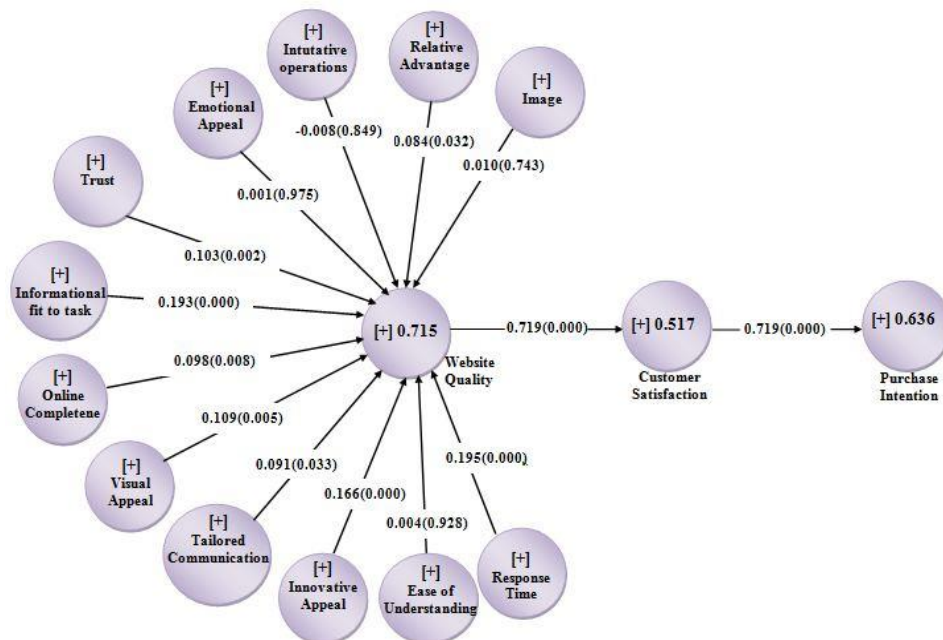 [+]
Intutative
operations
[+]
Relative
Advantage
[+]
Image
[+]
Emotional
Appeal
[+]
Trust
-0.008(0.849)
0.084(0.032)
0.010(0.743)
0.001(0.975)
0.103(0.002)
[+]
Informational
fit to task
0.193(0.000)
[+] 0.715
Website
Quality
0.719(0.000)
[+] 0.517
Customer
Satisfaction
0.719(0.000)
[+] 0.636
Purchase
Intention
[+]
Online
Completene
0.098(0.008)
0.109(0.005)
[+]
Visual
Appeal
0.091(0.033)
0.166(0.000)
0.004(0.928)
0.195(0.000)
[+]
Tailored
Communication
[+]
Innovative
Appeal
[+]
Ease of
Understanding
[+]
Response
Time